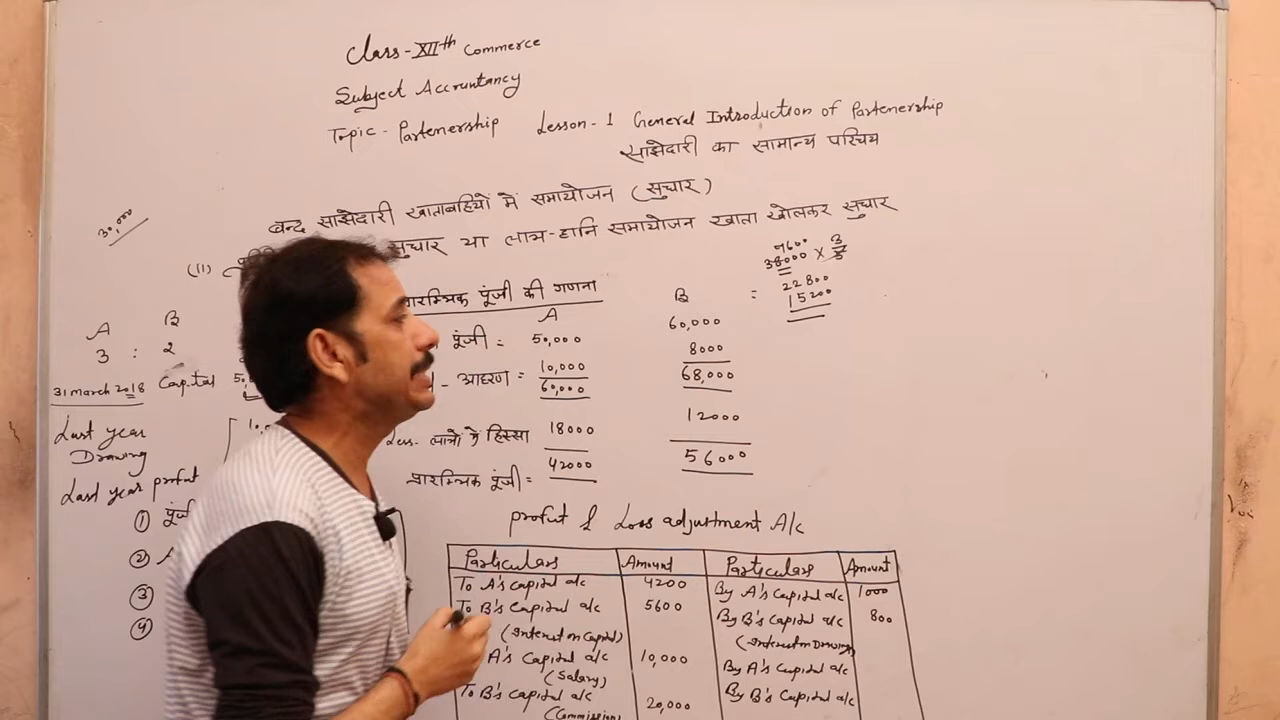 Class-XIIth Commerce
Subject Accruntancy
Topic- Partenership Lesson-1 General Introduction of Partenership
साझेदारी का सामान्य परिचय
बन्द साझेदारी खाताबहियों में समायोजन (सुधार)
(II) सुधार या लाभ-हानि समायोजन खाता खोलकर सुधार
30,000
7600
38000 × 3/5
= 22800
15200
प्रारम्भिक पूंजी की गणना
A B
पूंजी = 50,000 60,000
आहरण = 10,000 8000
60,000 68,000
Less- लाभों में हिस्सा 18000 12000
42000 56000
प्रारम्भिक पूंजी =
A B
3 : 2
31 march 2018 Capital
Last year
Drawing
Last year profit
① पूंजी
②
③
④
profit & Loss adjustment A/c
Particulars Amount Particulars Amount
To A's Capital a/c 4200 By A's Capital a/c 1000
To B's Capital a/c 5600 By B's Capital a/c 800
(Interest on Capital) (Interest on Drawing)
A's Capital a/c 10,000 By A's Capital a/c
(Salary)
To B's Capital a/c 20,000 By B's Capital a/c
(Commission)